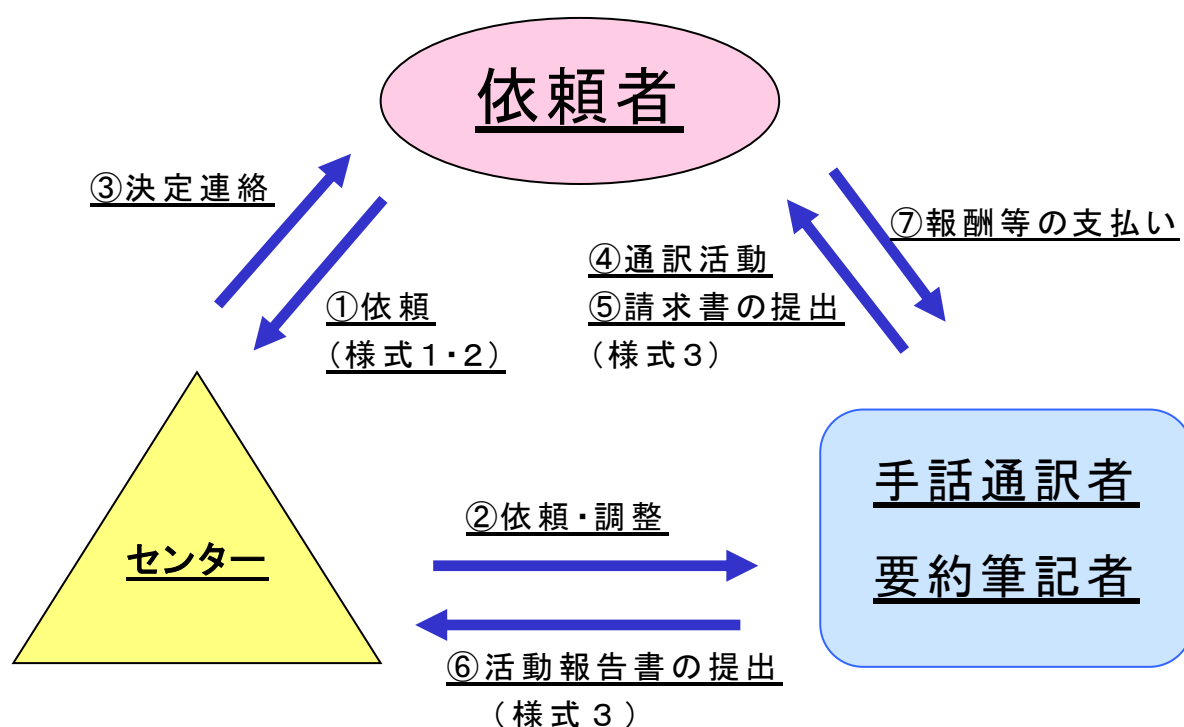 依頼者
③決定連絡
⑦報酬等の支払い
④通訳活動
①依頼
⑤請求書の提出
(様式1・2)
(様式3)
手話通訳者
②依頼・調整
センター
要約筆記者
⑥活動報告書の提出
(様式3)